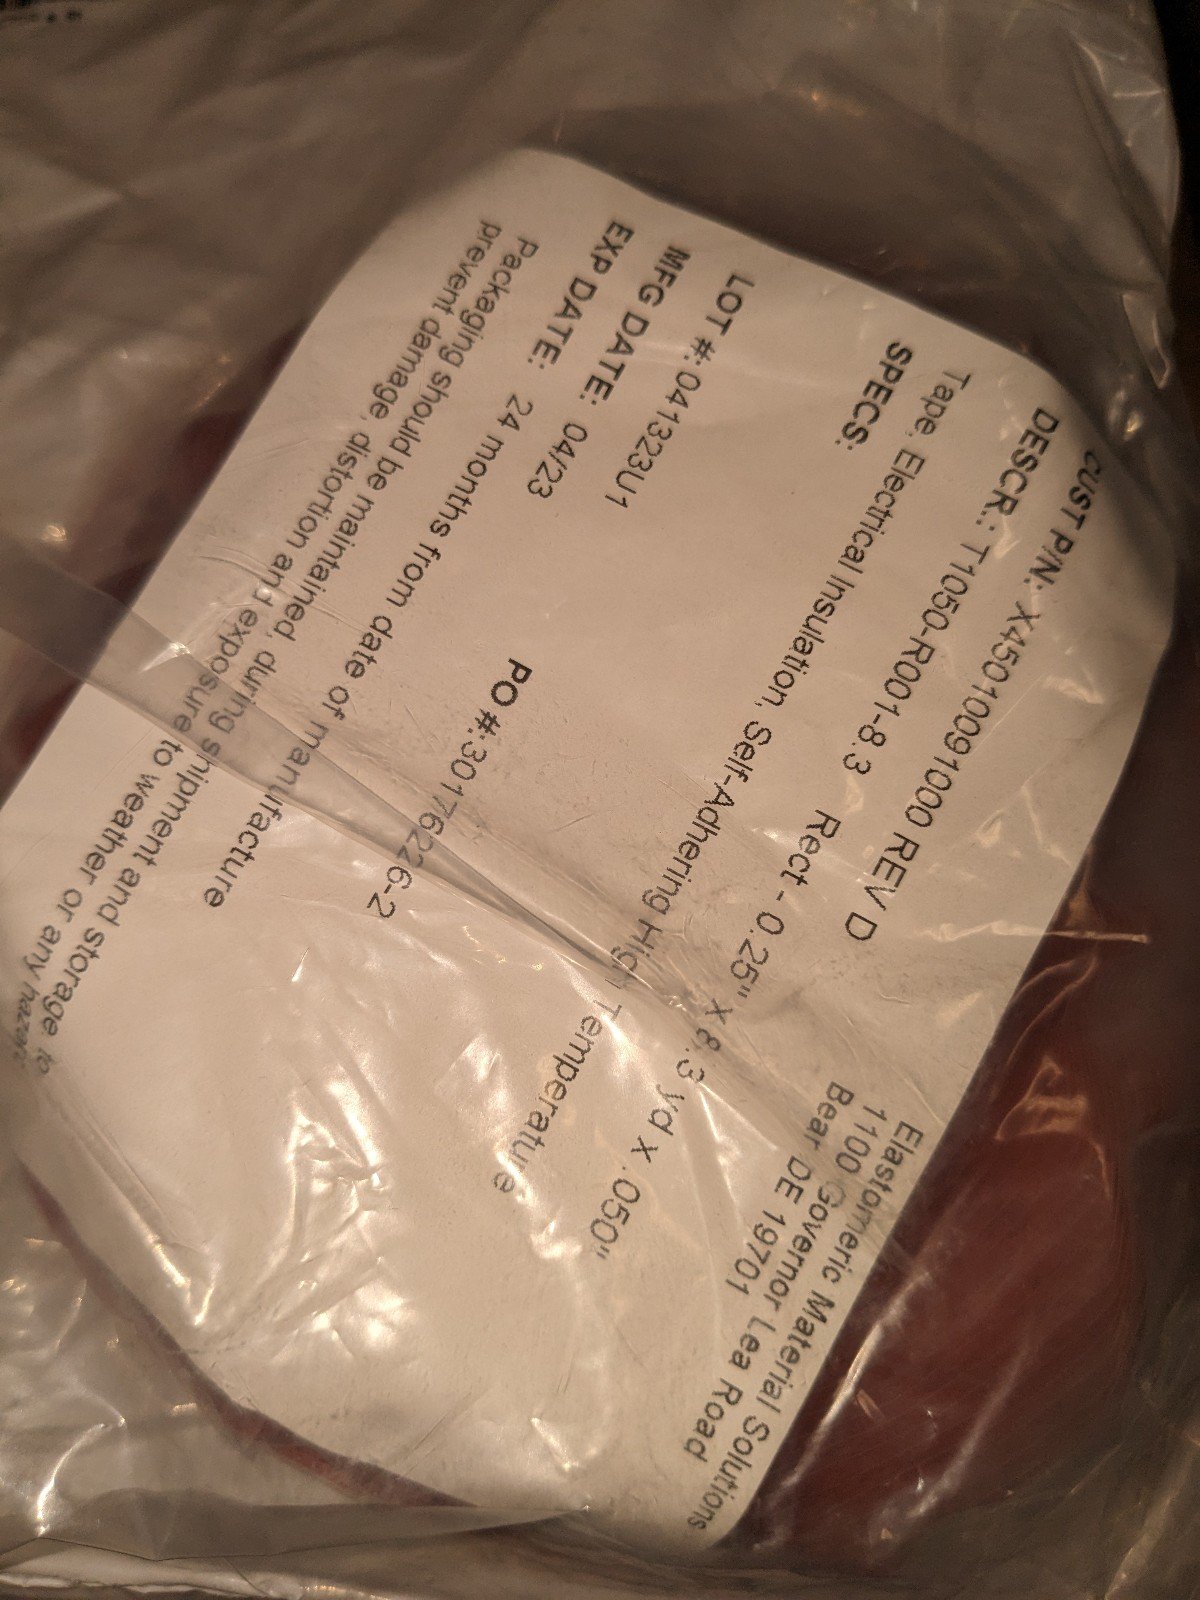 Elastomeric Material Solutions
1100 Governor Lea Road
Bear DE 19701
CUST P/N: X45010091000 REV D
DESCR.: T1050-R001-8.3 Rect - 0.25" X 8.3 yd x .050"
Tape, Electrical Insulation, Self-Adhering High Temperature
SPECS:
LOT #: 041323U1 PO #:30176226-2
MFG DATE: 04/23
EXP DATE: 24 months from date of manufacture
Packaging should be maintained, during shipment and storage to
prevent damage, distortion and exposure to weather or any